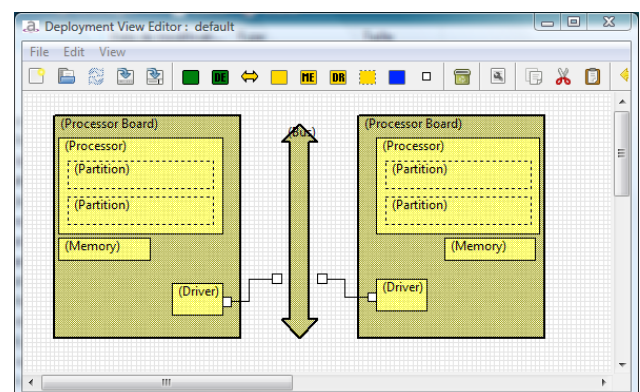 Deployment View Editor : default
File Edit View
DE ME DR
(Processor Board)
(Processor)
(Partition)
(Partition)
(Memory)
(Driver)
(Bus)
(Processor Board)
(Processor)
(Partition)
(Partition)
(Memory)
(Driver)